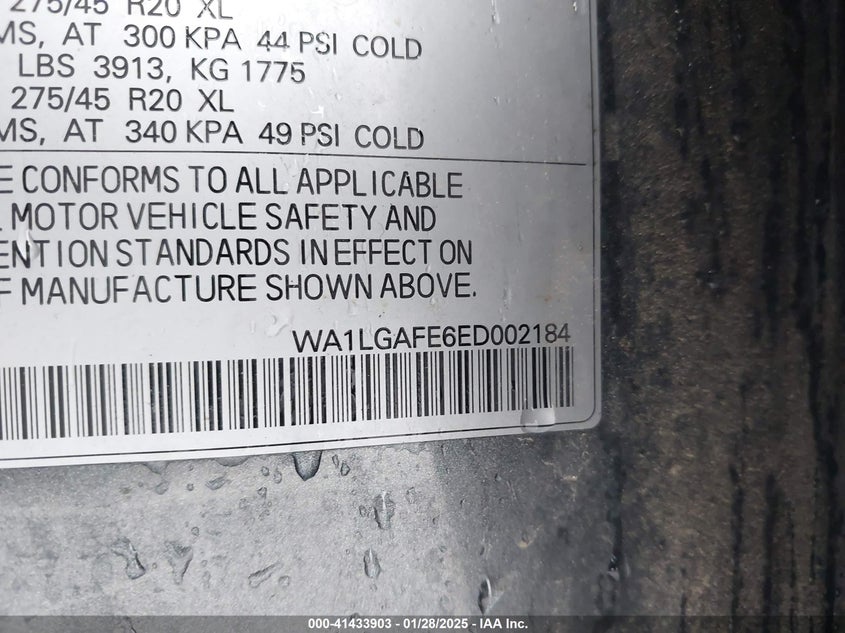 275/45 R20 XL
MS, AT 300 KPA 44 PSI COLD
LBS 3913, KG 1775
275/45 R20 XL
MS, AT 340 KPA 49 PSI COLD
E CONFORMS TO ALL APPLICABLE
L MOTOR VEHICLE SAFETY AND
ENTION STANDARDS IN EFFECT ON
F MANUFACTURE SHOWN ABOVE.
WA1LGAFE6ED002184
000-41433903 - 01/28/2025 - IAA Inc.